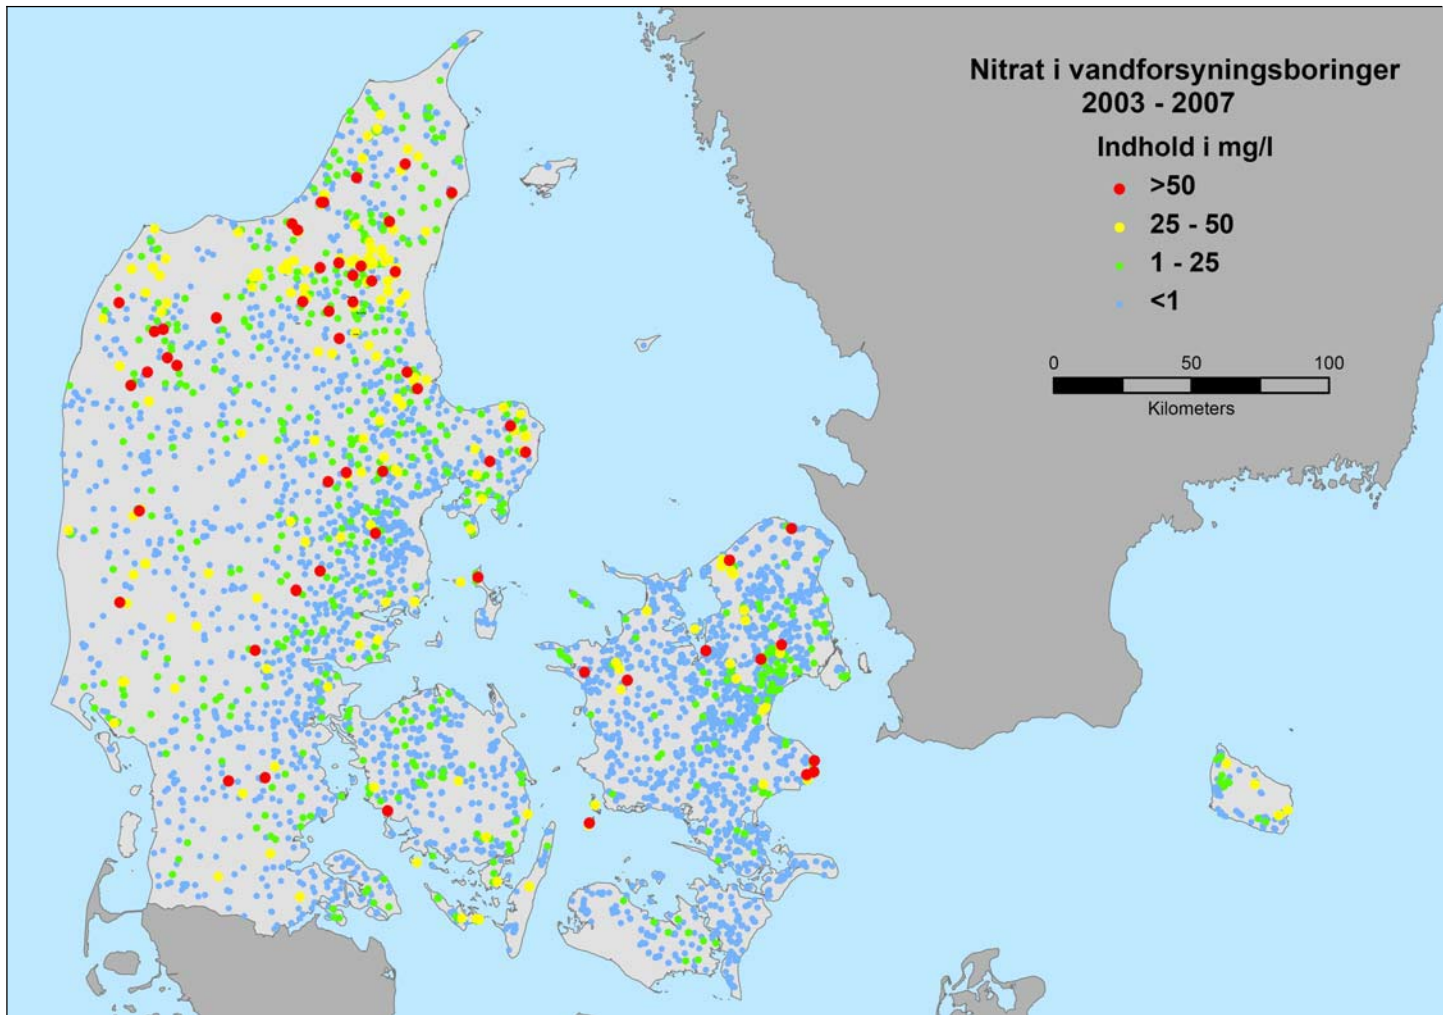 Nitrat i vandforsyningsboringer
2003 - 2007
Indhold i mg/l
>50
25 - 50
1 - 25
<1
0 50 100
Kilometers